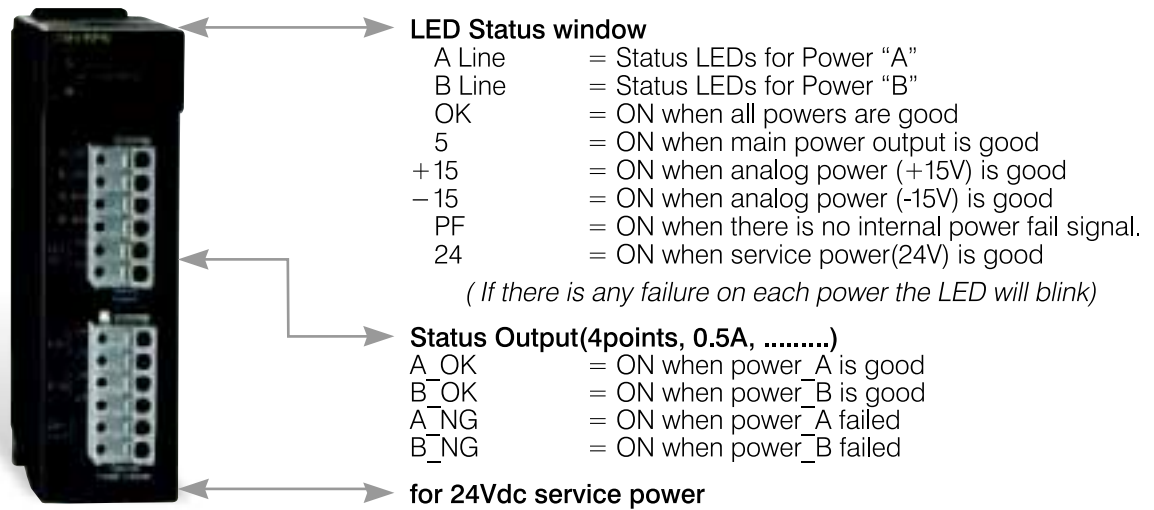 LED Status window
A Line = Status LEDs for Power “A”
B Line = Status LEDs for Power “B”
OK = ON when all powers are good
5 = ON when main power output is good
+15 = ON when analog power (+15V) is good
−15 = ON when analog power (-15V) is good
PF = ON when there is no internal power fail signal.
24 = ON when service power(24V) is good
( If there is any failure on each power the LED will blink)
Status Output(4points, 0.5A, .........)
A_OK = ON when power_A is good
B_OK = ON when power_B is good
A_NG = ON when power_A failed
B_NG = ON when power_B failed
for 24Vdc service power